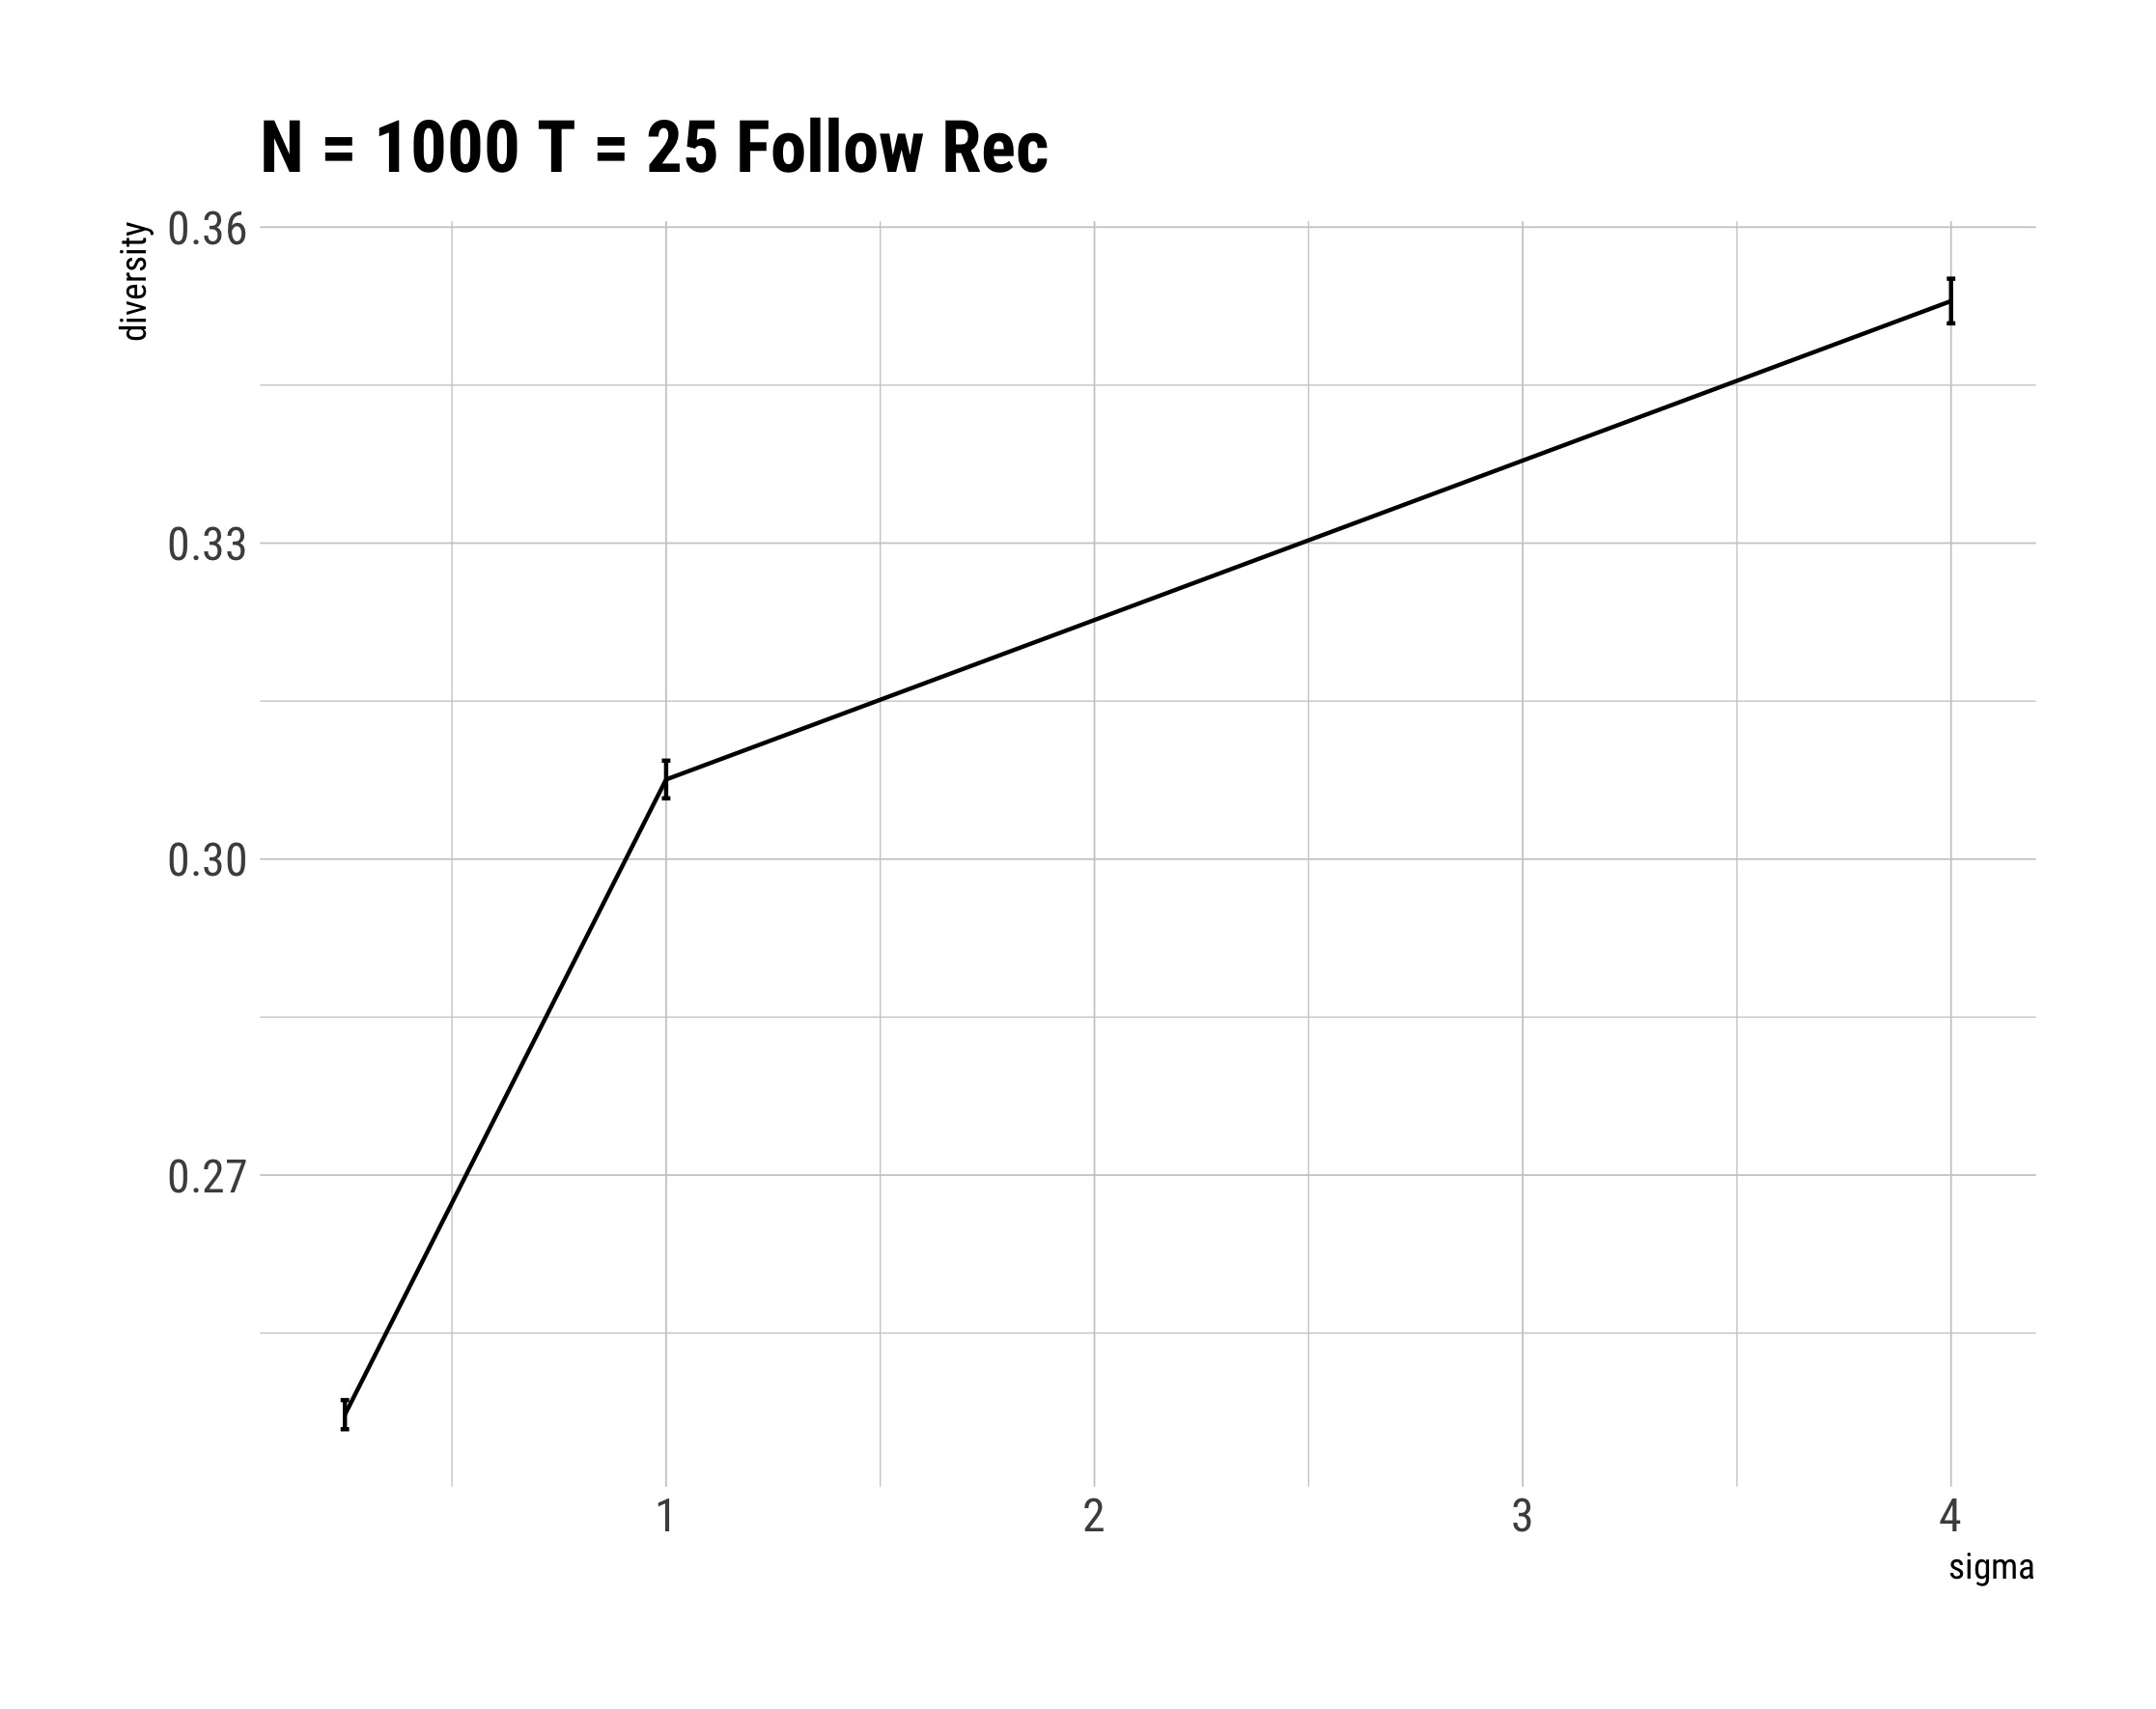 N = 1000 T = 25 Follow Rec
diversity
0.36
0.33
0.30
0.27
1 2 3 4
sigma